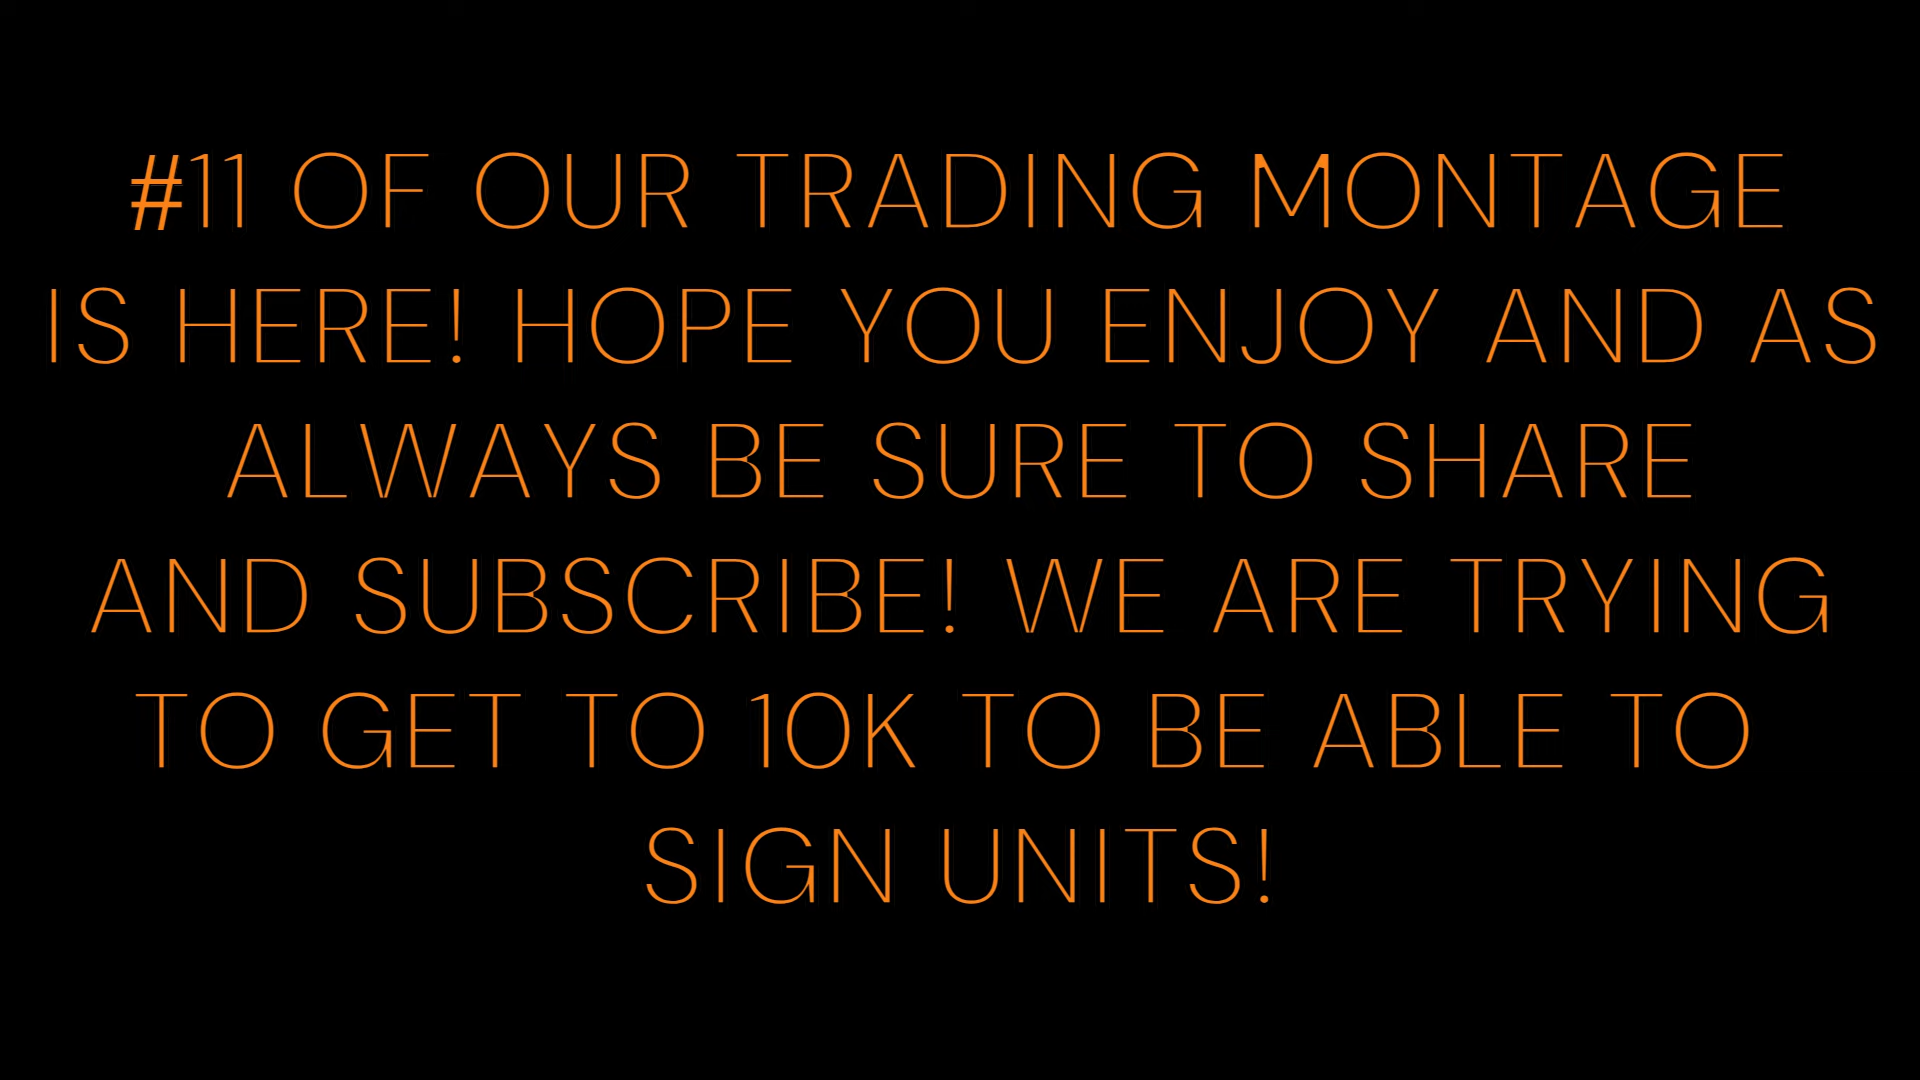 #11 OF OUR TRADING MONTAGE
IS HERE! HOPE YOU ENJOY AND AS
ALWAYS BE SURE TO SHARE
AND SUBSCRIBE! WE ARE TRYING
TO GET TO 10K TO BE ABLE TO
SIGN UNITS!